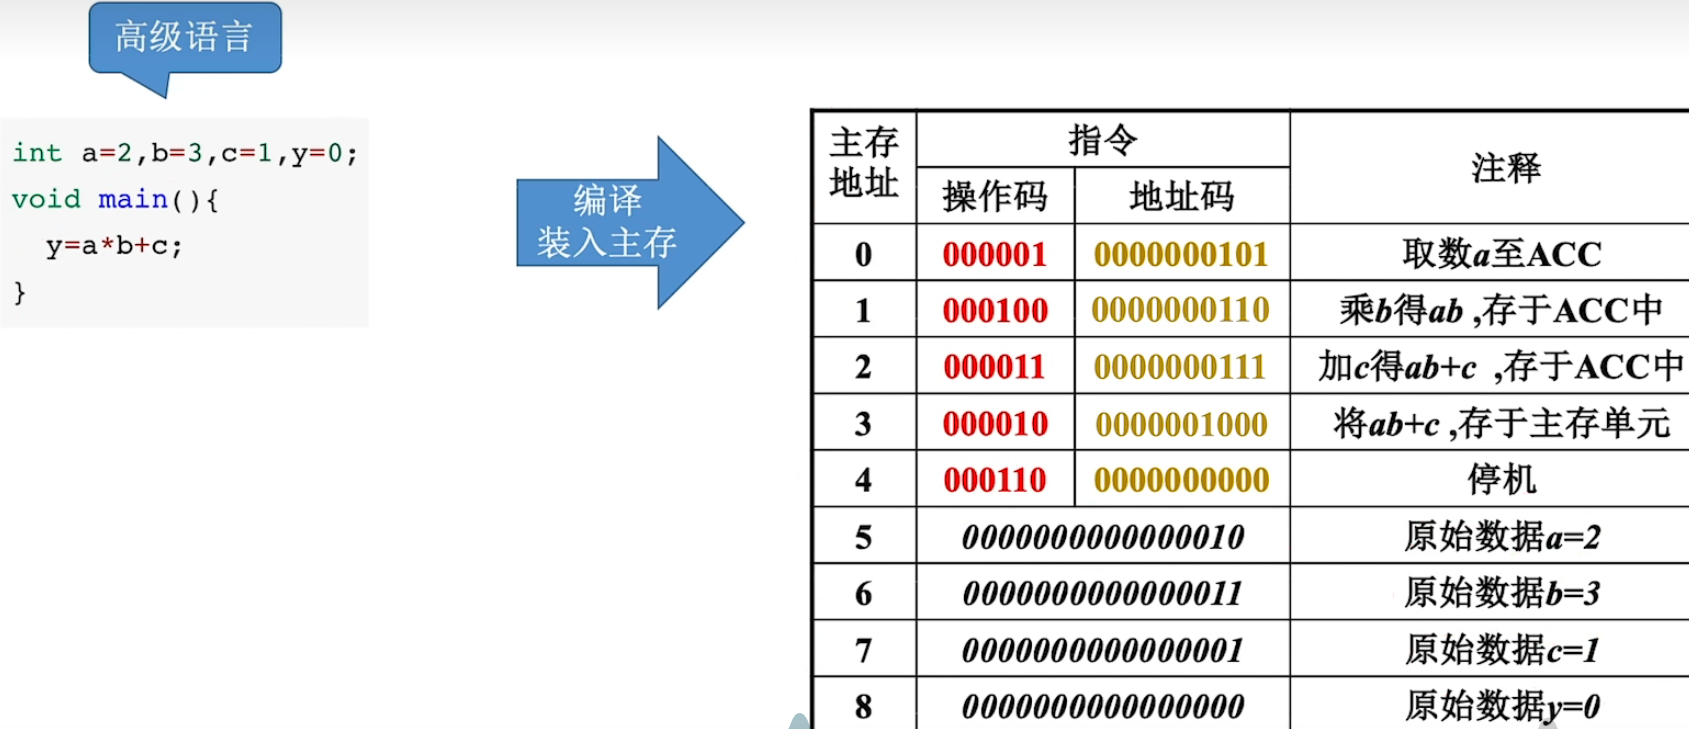 高级语言
int a=2,b=3,c=1,y=0;
void main(){
y=a*b+c;
}
编译
装入主存
主存地址 指令 注释
操作码 地址码
0 000001 0000000101 取数a至ACC
1 000100 0000000110 乘b得ab ,存于ACC中
2 000011 0000000111 加c得ab+c ,存于ACC中
3 000010 0000001000 将ab+c ,存于主存单元
4 000110 0000000000 停机
5 0000000000000010 原始数据a=2
6 0000000000000011 原始数据b=3
7 0000000000000001 原始数据c=1
8 0000000000000000 原始数据y=0